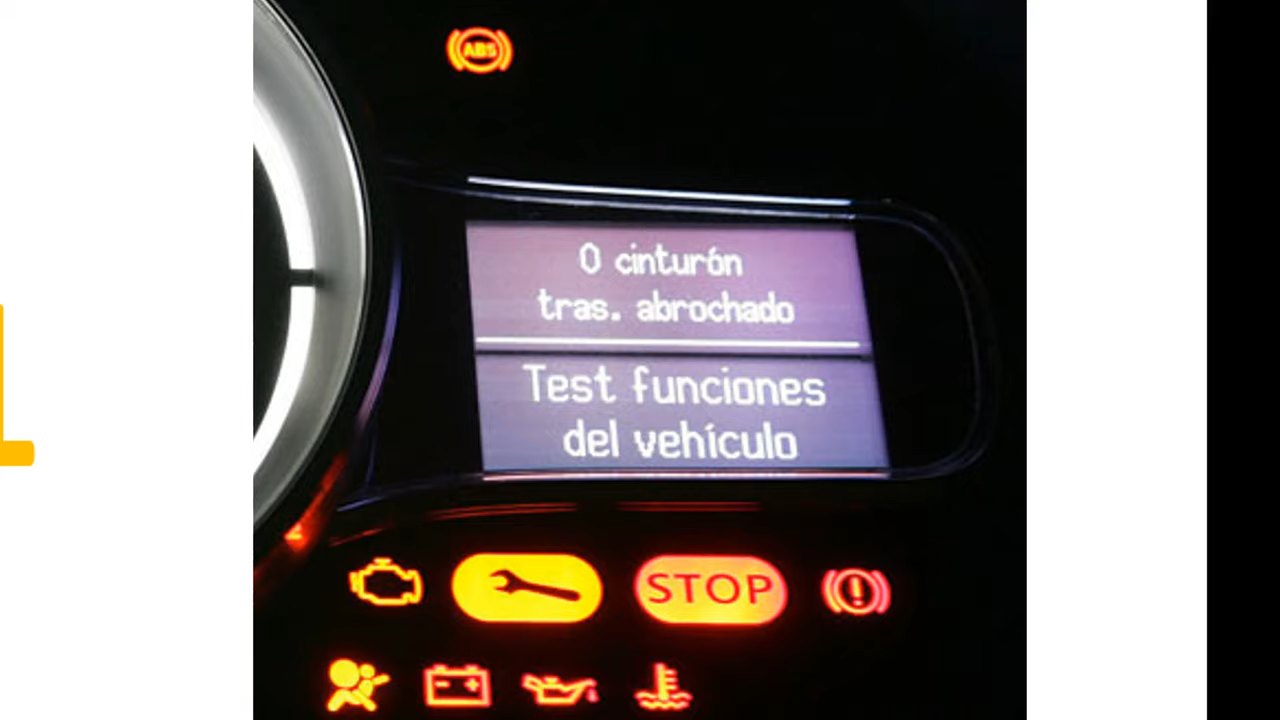 ABS
0 cinturón
tras. abrochado
Test funciones
del vehículo
STOP